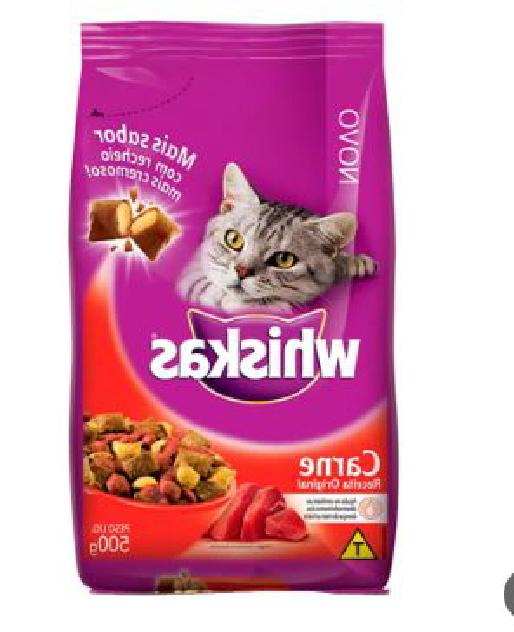 NOVO
Mais sabor
com recheio
mais cremoso!
whiskas
Carne
Receita Original
PESO LÍQ.
500g
T